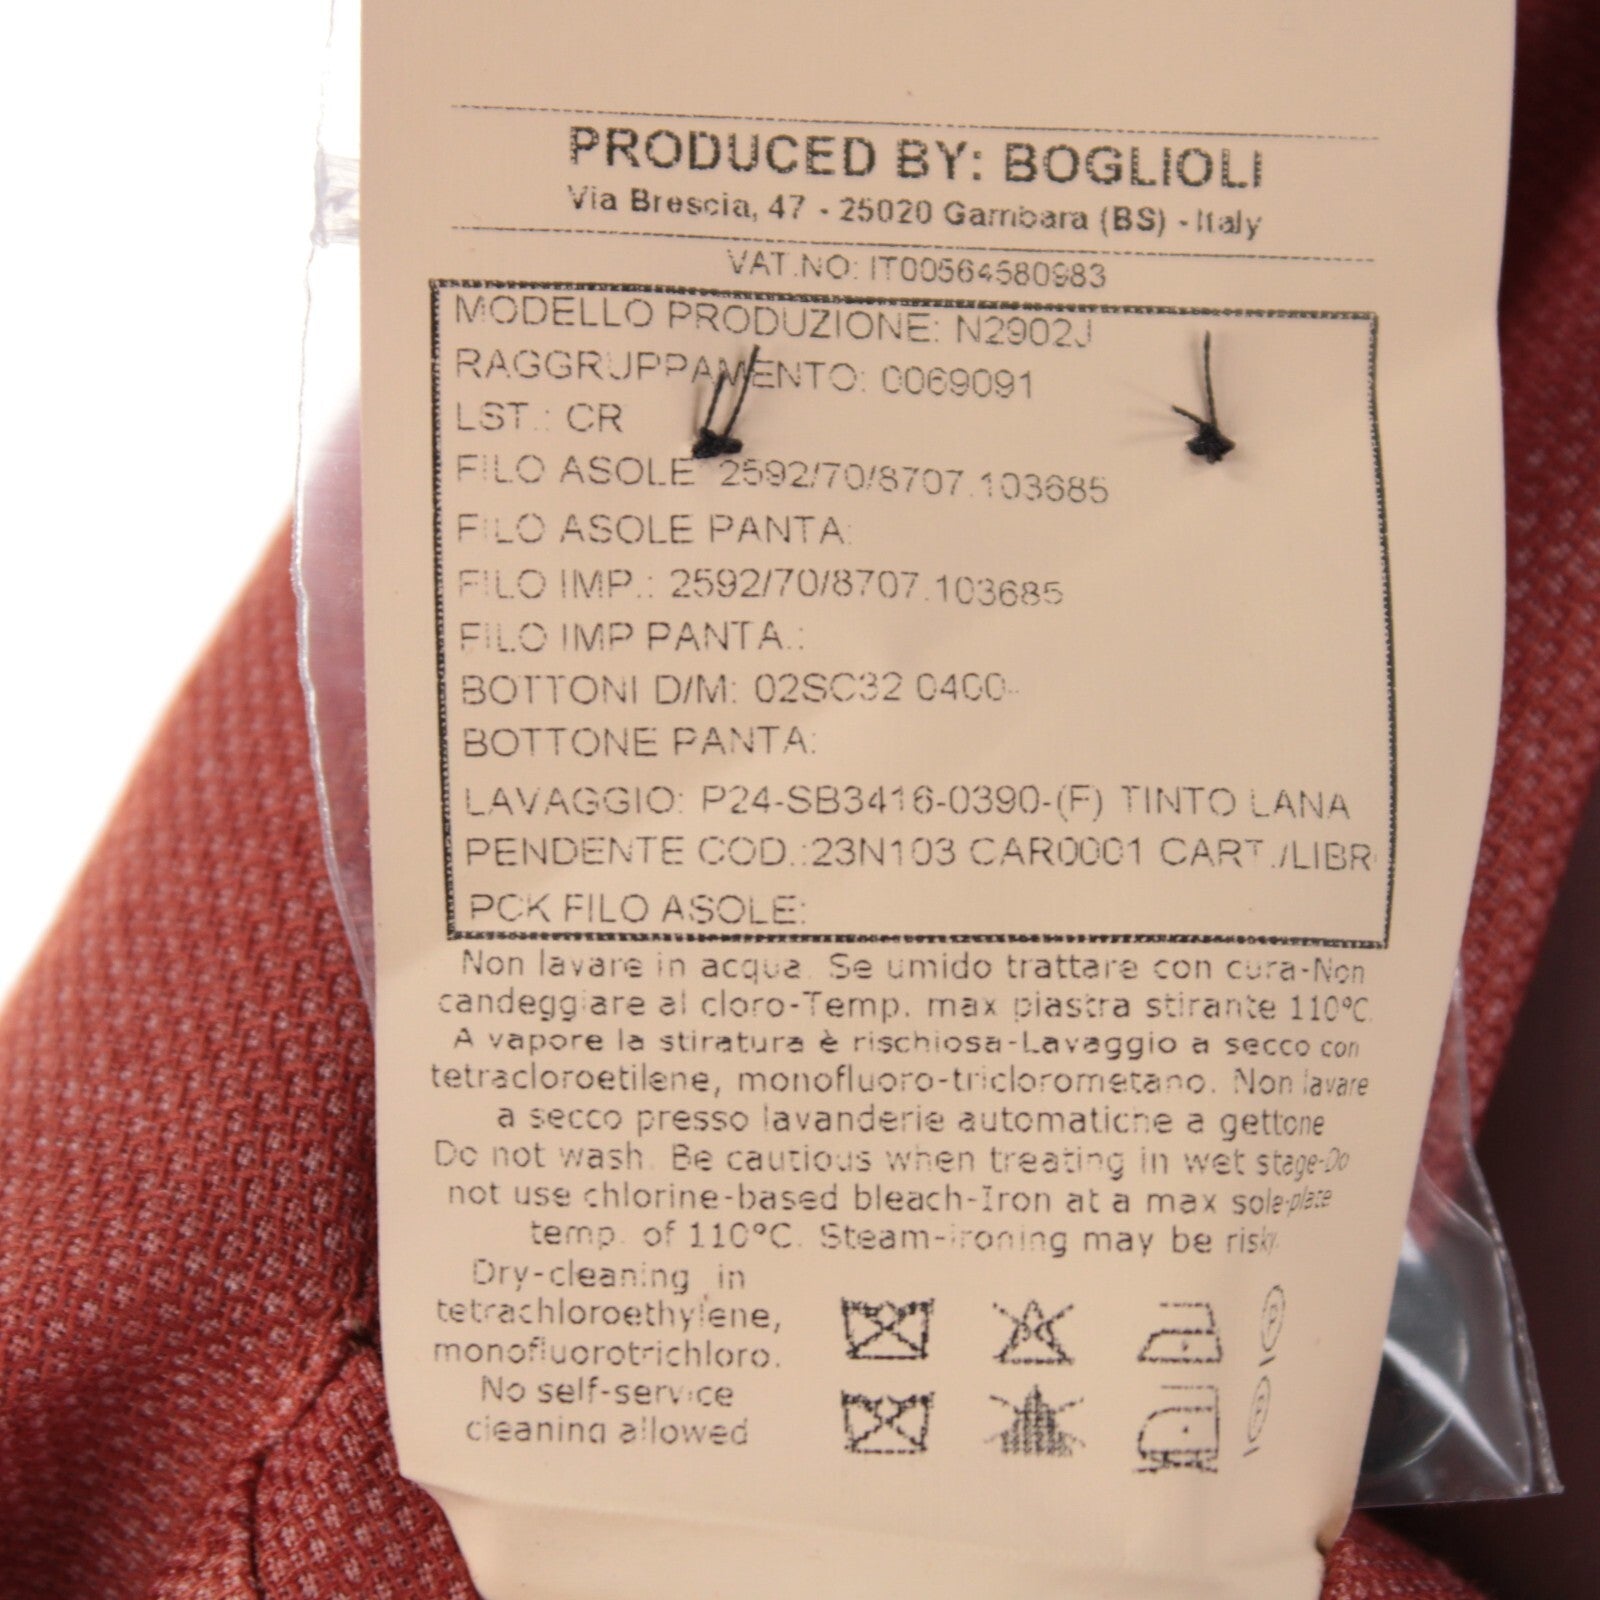 PRODUCED BY: BOGLIOLI
Via Brescia, 47 - 25020 Gambara (BS) - Italy
VAT.NO: IT00564580983
MODELLO PRODUZIONE: N2902J
RAGGRUPPAMENTO: 0069091
LST.: CR
FILO ASOLE 2592/70/8707.103685
FILO ASOLE PANTA:
FILO IMP.: 2592/70/8707.103685
FILO IMP PANTA.:
BOTTONI D/M: 02SC32 0400-
BOTTONE PANTA:
LAVAGGIO: P24-SB3416-0390-(F) TINTO LANA
PENDENTE COD.:23N103 CAR0001 CART./LIBR
PCK FILO ASOLE:
Non lavare in acqua. Se umido trattare con cura-Non
candeggiare al cloro-Temp. max piastra stirante 110°C.
A vapore la stiratura è rischiosa-Lavaggio a secco con
tetracloroetilene, monofluoro-triclorometano. Non lavare
a secco presso lavanderie automatiche a gettone
Do not wash. Be cautious when treating in wet stage-Do
not use chlorine-based bleach-Iron at a max sole-plate
temp. of 110°C. Steam-ironing may be risky.
Dry-cleaning in
tetrachloroethylene,
monofluorotrichloro.
No self-service
cleaning allowed
P
P